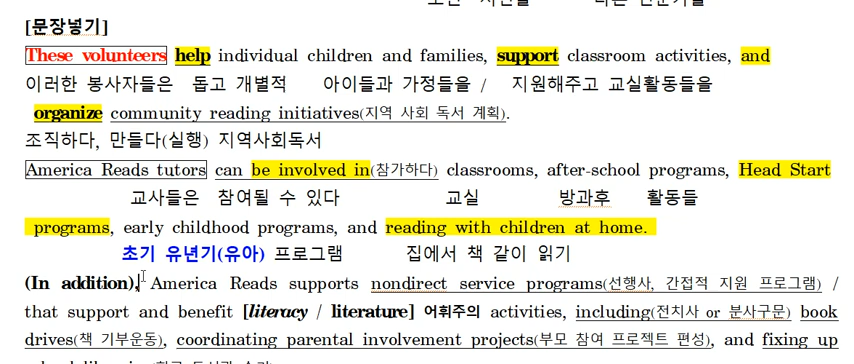 [문장넣기]
These volunteers help individual children and families, support classroom activities, and
이러한 봉사자들은 돕고 개별적 아이들과 가정들을 / 지원해주고 교실활동들을
organize community reading initiatives(지역 사회 독서 계획).
조직하다, 만들다(실행) 지역사회독서
America Reads tutors can be involved in(참가하다) classrooms, after-school programs, Head Start
교사들은 참여될 수 있다 교실 방과후 활동들
programs, early childhood programs, and reading with children at home.
초기 유년기(유아) 프로그램 집에서 책 같이 읽기
(In addition), America Reads supports nondirect service programs(선행사, 간접적 지원 프로그램) /
that support and benefit [literacy / literature] 어휘주의 activities, including(전치사 or 분사구문) book
drives(책 기부운동), coordinating parental involvement projects(부모 참여 프로젝트 편성), and fixing up